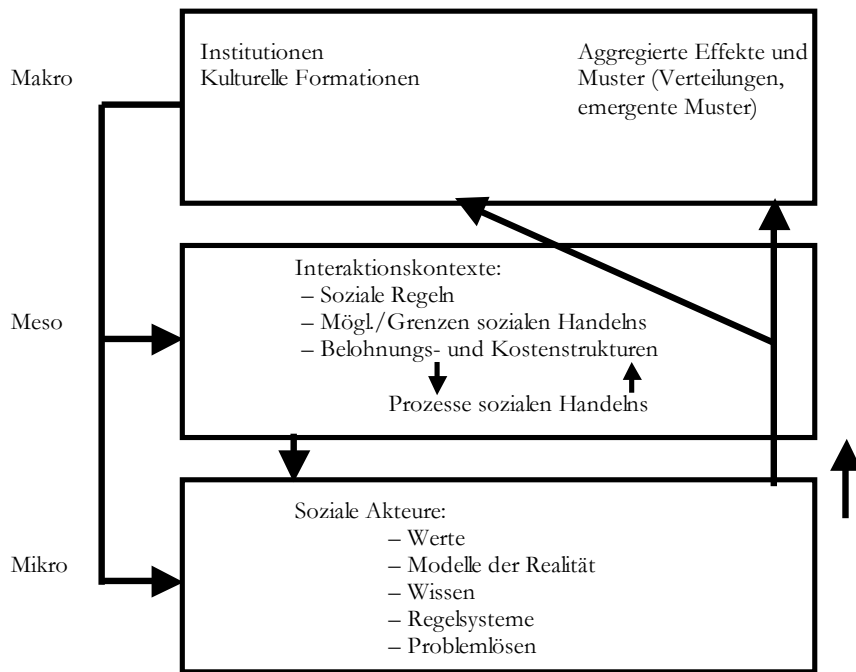 Makro
Institutionen
Kulturelle Formationen
Aggregierte Effekte und
Muster (Verteilungen,
emergente Muster)
Meso
Interaktionskontexte:
– Soziale Regeln
– Mögl./Grenzen sozialen Handelns
– Belohnungs- und Kostenstrukturen
Prozesse sozialen Handelns
Mikro
Soziale Akteure:
– Werte
– Modelle der Realität
– Wissen
– Regelsysteme
– Problemlösen